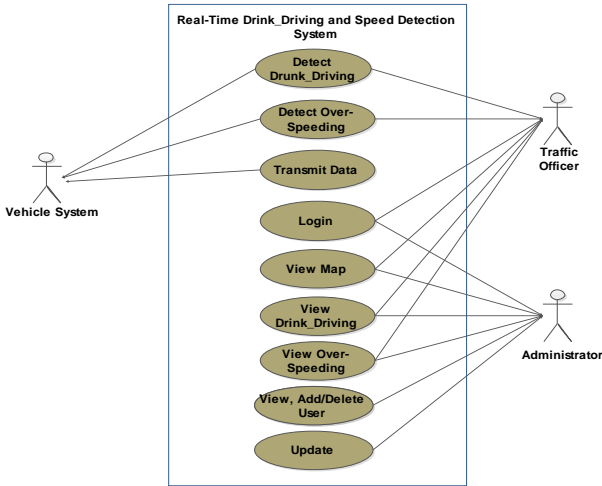 Real-Time Drink_Driving and Speed Detection
System
Detect
Drunk_Driving
Detect Over-
Speeding
Transmit Data
Login
View Map
View
Drink_Driving
View Over-
Speeding
View, Add/Delete
User
Update
Vehicle System
Traffic
Officer
Administrator